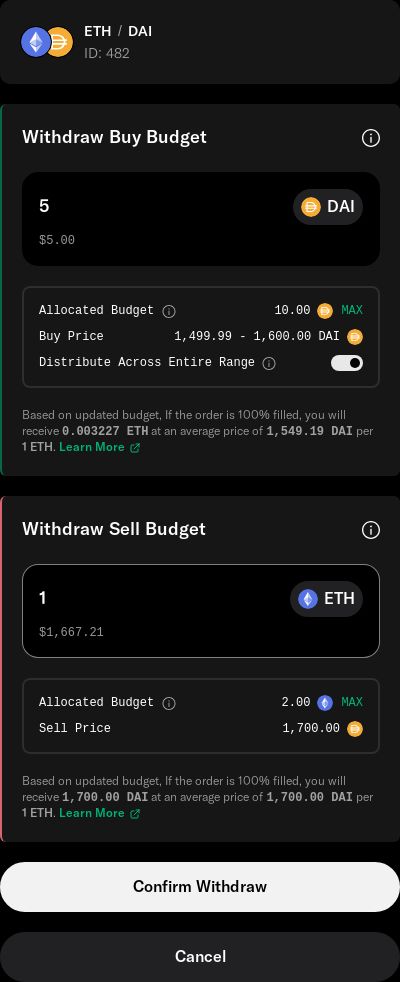 ETH / DAI
ID: 482
Withdraw Buy Budget
5
DAI
$5.00
Allocated Budget 10.00 MAX
Buy Price 1,499.99 - 1,600.00 DAI
Distribute Across Entire Range
Based on updated budget, If the order is 100% filled, you will
receive 0.003227 ETH at an average price of 1,549.19 DAI per
1 ETH. Learn More
Withdraw Sell Budget
1
ETH
$1,667.21
Allocated Budget 2.00 MAX
Sell Price 1,700.00
Based on updated budget, If the order is 100% filled, you will
receive 1,700.00 DAI at an average price of 1,700.00 DAI per
1 ETH. Learn More
Confirm Withdraw
Cancel